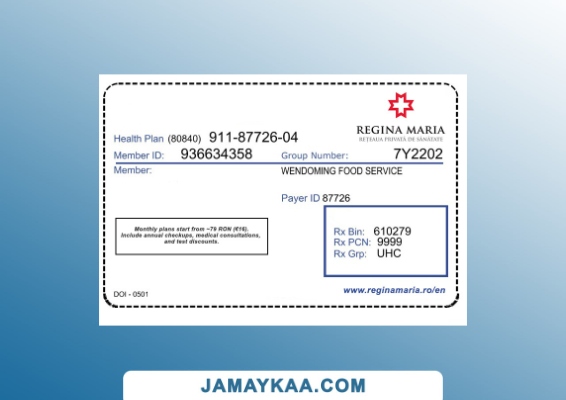 REGINA MARIA
REȚEAUA PRIVATĂ DE SĂNĂTATE
Health Plan (80840) 911-87726-04
Member ID: 936634358 Group Number: 7Y2202
Member: WENDOMING FOOD SERVICE
Payer ID 87726
Monthly plans start from ~79 RON (€16).
Include annual checkups, medical consultations,
and test discounts.
Rx Bin: 610279
Rx PCN: 9999
Rx Grp: UHC
DOI - 0501
www.reginamaria.ro/en
JAMAYKAA.COM